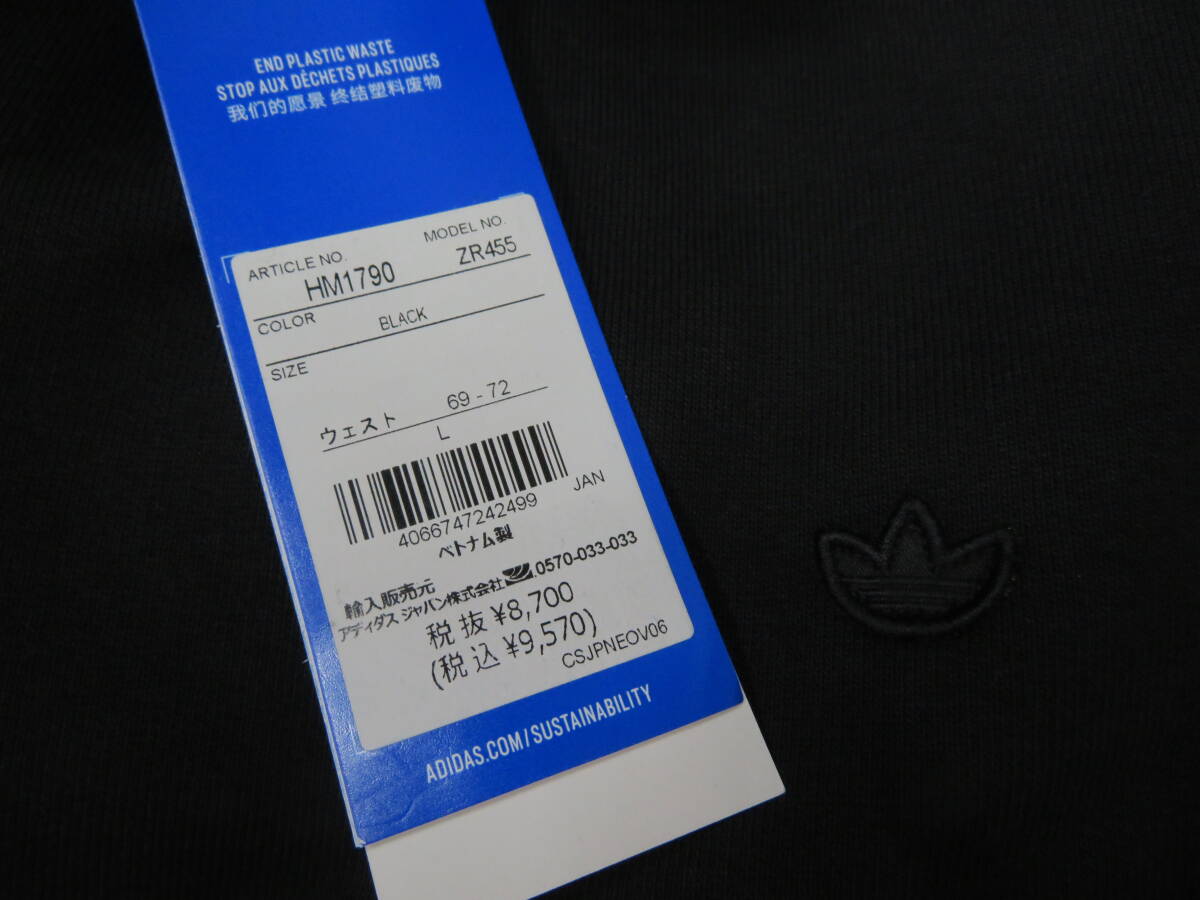 END PLASTIC WASTE
STOP AUX DÉCHETS PLASTIQUES
我们的愿景 终结塑料废物
ARTICLE NO. MODEL NO.
HM1790 ZR455
COLOR BLACK
SIZE
ウェスト 69 - 72
L
4066747242499 JAN
ベトナム製
輸入販売元
アディダス ジャパン株式会社 0570-033-033
税抜 ¥8,700
(税込 ¥9,570)
CSJPNEOV06
ADIDAS.COM/SUSTAINABILITY